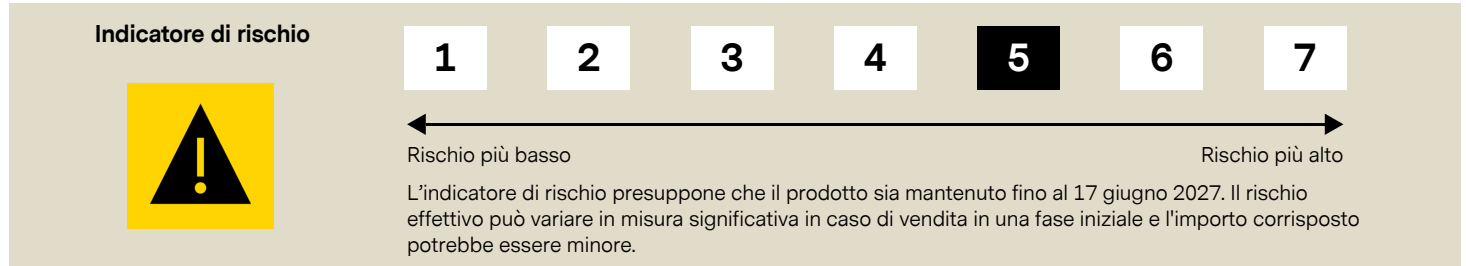 Indicatore di rischio
1 2 3 4 5 6 7
Rischio più basso Rischio più alto
L’indicatore di rischio presuppone che il prodotto sia mantenuto fino al 17 giugno 2027. Il rischio
effettivo può variare in misura significativa in caso di vendita in una fase iniziale e l'importo corrisposto
potrebbe essere minore.